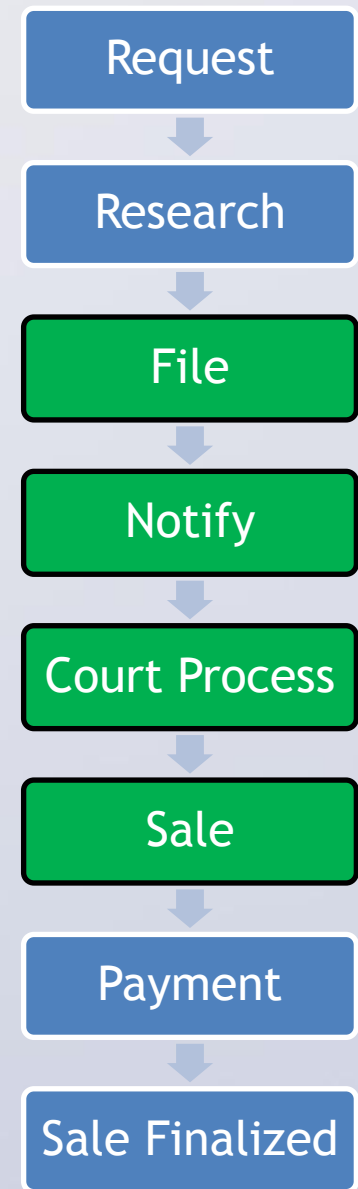 Request
Research
File
Notify
Court Process
Sale
Payment
Sale Finalized